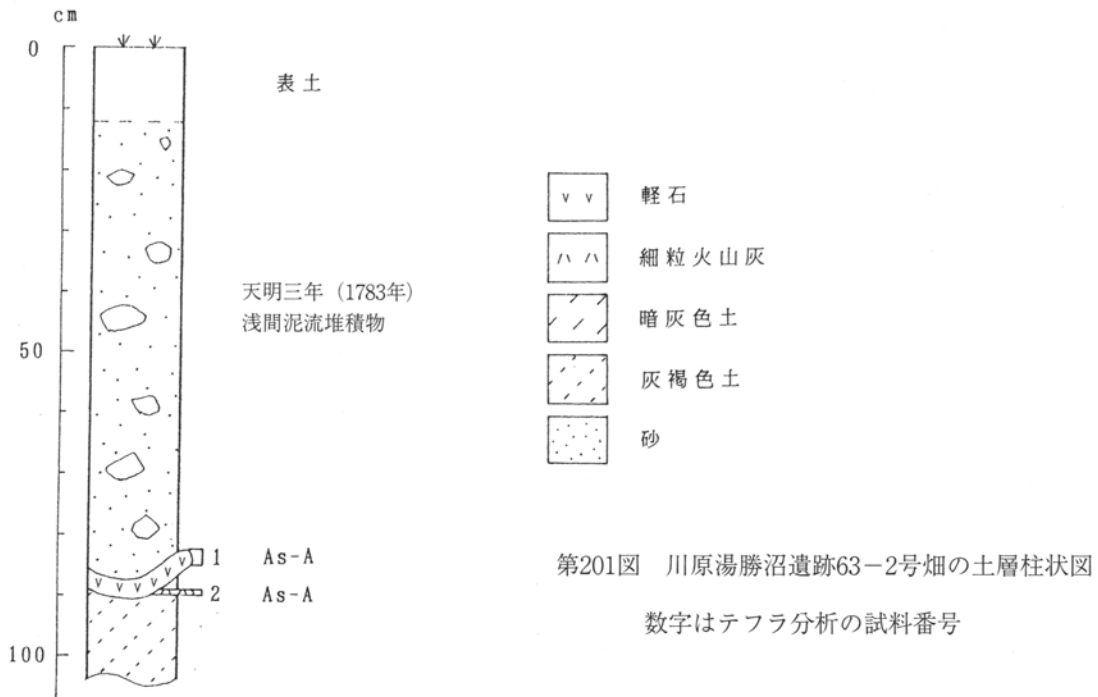 cm
0
表土
軽石
細粒火山灰
天明三年（1783年）
浅間泥流堆積物
暗灰色土
50
灰褐色土
砂
1 As-A
2 As-A
100
第201図　川原湯勝沼遺跡63－2号畑の土層柱状図
数字はテフラ分析の試料番号